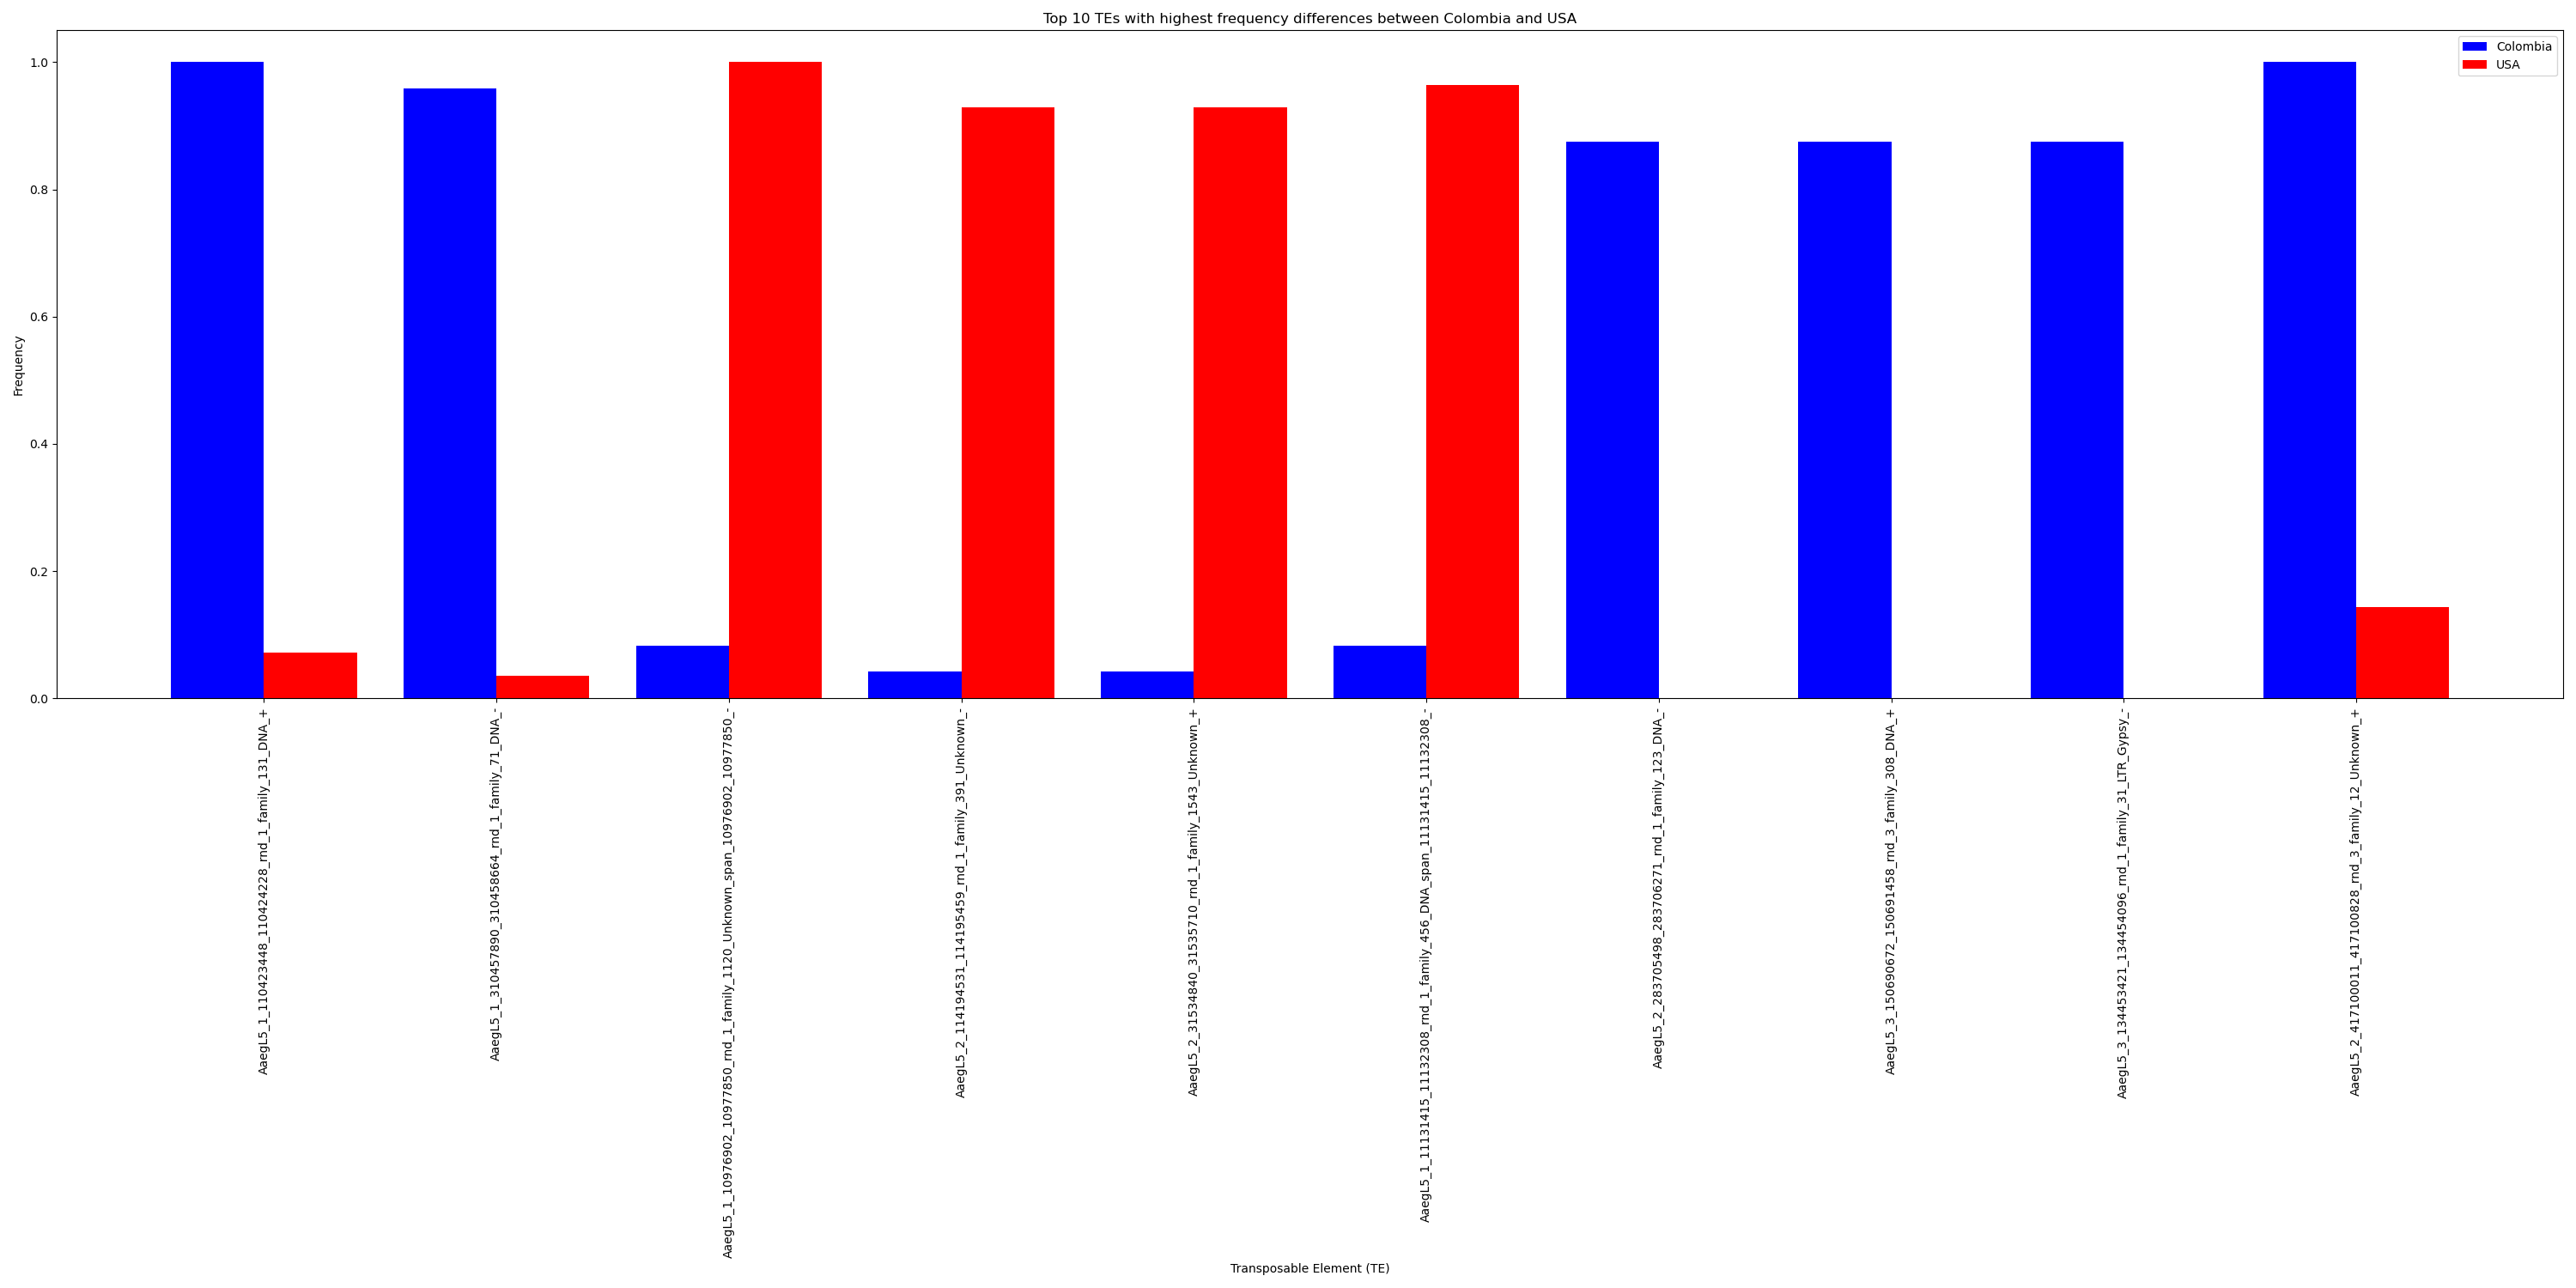 Top 10 TEs with highest frequency differences between Colombia and USA
Colombia
USA
Frequency
1.0
0.8
0.6
0.4
0.2
0.0
AaegL5_1_110423448_110424228_rnd_1_family_131_DNA_+
AaegL5_1_310457890_310458664_rnd_1_family_71_DNA_-
AaegL5_1_10976902_10977850_rnd_1_family_1120_Unknown_span_10976902_10977850_-
AaegL5_2_114194531_114195459_rnd_1_family_391_Unknown_-
AaegL5_2_31534840_31535710_rnd_1_family_1543_Unknown_+
AaegL5_1_11131415_11132308_rnd_1_family_456_DNA_span_11131415_11132308_-
AaegL5_2_283705498_283706271_rnd_1_family_123_DNA_-
AaegL5_3_150690672_150691458_rnd_3_family_308_DNA_+
AaegL5_3_134453421_134454096_rnd_1_family_31_LTR_Gypsy_-
AaegL5_2_417100011_417100828_rnd_3_family_12_Unknown_+
Transposable Element (TE)